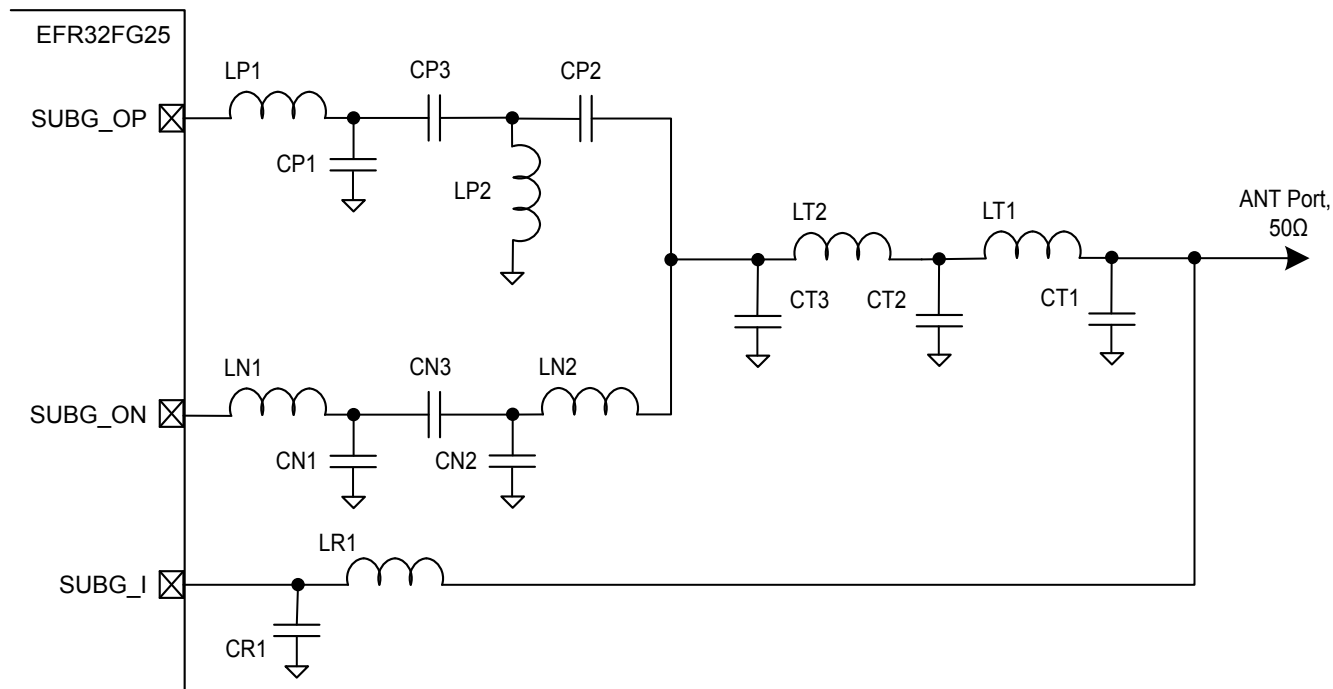 EFR32FG25
LP1
CP3
CP2
SUBG_OP
CP1
LP2
ANT Port,
50Ω
LT2
LT1
CT3
CT2
CT1
LN1
CN3
LN2
SUBG_ON
CN1
CN2
LR1
SUBG_I
CR1